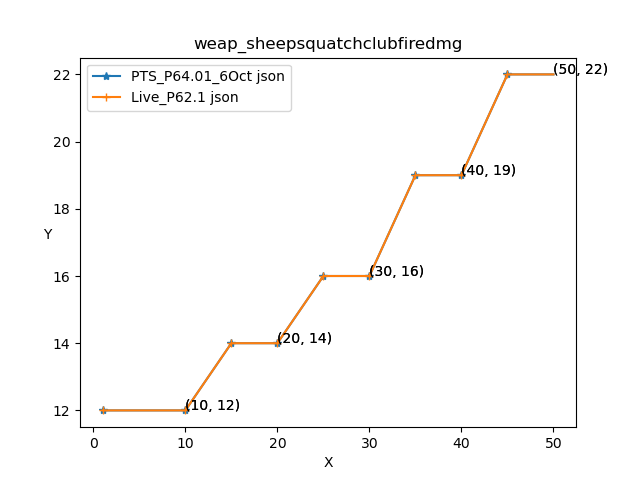 weap_sheepsquatchclubfiredmg
PTS_P64.01_6Oct json
Live_P62.1 json
22
20
18
16
14
12
Y
(50, 22)
(40, 19)
(30, 16)
(20, 14)
(10, 12)
0 10 20 30 40 50
X